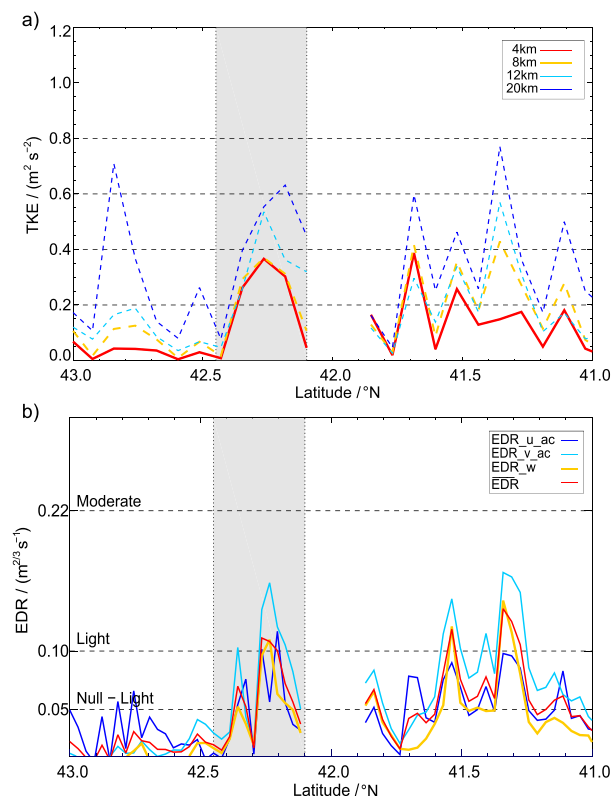 a)
1.2
1.0
0.8
0.6
0.4
0.2
0.0
TKE / (m² s⁻²)
4km
8km
12km
20km
43.0 42.5 42.0 41.5 41.0
Latitude /°N
b)
EDR_u_ac
EDR_v_ac
EDR_w
EDR
Moderate
0.22
EDR / (m²ᐟ³ s⁻¹)
Light
0.10
Null – Light
0.05
43.0 42.5 42.0 41.5 41.0
Latitude /°N